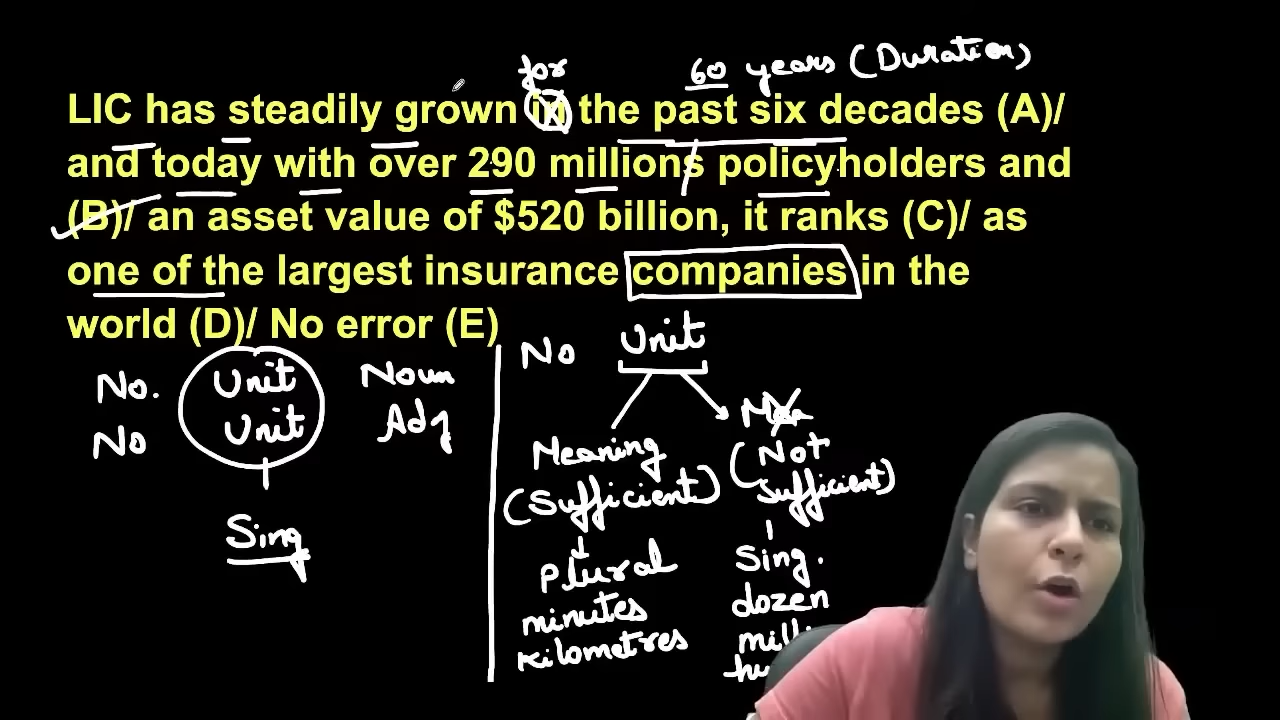 for 60 years (Duration)
LIC has steadily grown in the past six decades (A)/
and today with over 290 millions policyholders and
(B)/ an asset value of $520 billion, it ranks (C)/ as
one of the largest insurance companies in the
world (D)/ No error (E)
No. Unit Noun
No Unit Adj
Sing
No Unit
Meaning
(Sufficient)
Plural
minutes
kilometres
(Not
sufficient)
Sing.
dozen